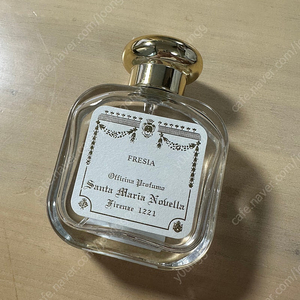 FRESIA
Officina Profumo
Santa Maria Novella
Firenze 1221